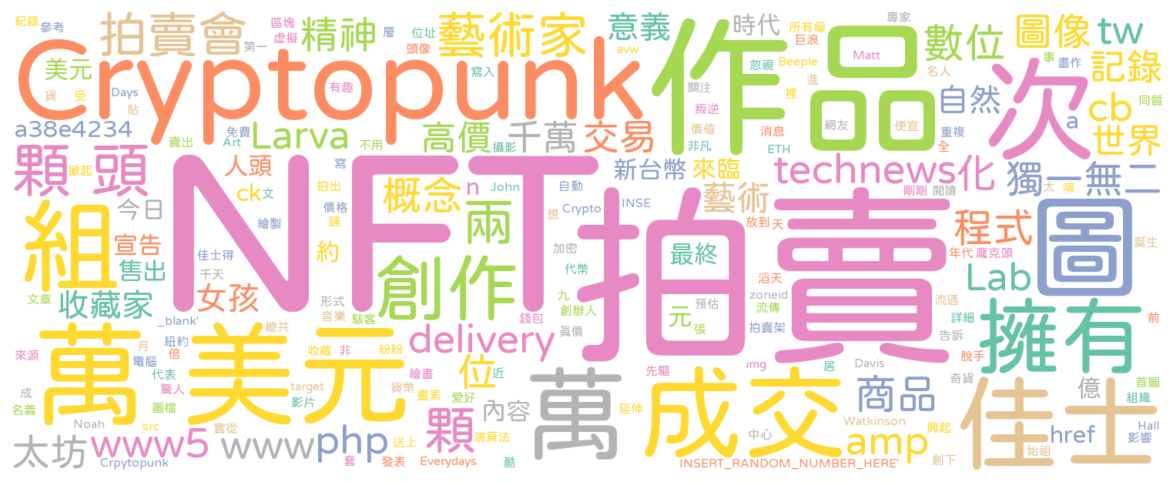 紀錄 參考 拍賣會 第一 區塊 虛擬 精神 層 位址 頭像 藝術家 意義 時代 所有權 巨浪 專家 數位 圖像 tw
Cryptopunk 作品 次
美元 貨 受 Days 貼 有趣 寫入 avw 忽視 關注 Beeple 進 裡 Matt 名人 事 畫作 記錄
a38e4234 賣出 免費 Art Larva 不用 高價 攝影 千萬 交易 叛逆 價值 非凡 消息 ETH 網友 便宜 重複 全 自然 a cb 同質 世界
顆 頭 掀起 人頭 寫 拍出 ck 文 價格 鏈 概念 n John 自動 想 新台幣 來臨 technews 化 剛剛 閱讀 太 嗚 獨一無二
NFT 拍賣 圖
組 今日 宣告 售出 繪製 佳士得 千天 約 兩 Crypto INSE 加密 代幣 藝術 最終 放到 天 滔天 年代 龐克頭 程式 誕生
收藏家 文章 女孩 形式 音樂 駭客 創作 錢包 九 創辦人 元 張 預估 真價 zoneid 流傳 拍賣架 流通 告訴 Lab 詳細 擁有 前
萬 美元 _blank' 紐約 總共 來源 月 電腦 倍 收藏 非 紛紛 delivery 位 近 先驅 img 居 Davis 脫手 奇貨 億 首圖 組織
成 名義 代表 驚人 圖檔 target 影片 貨幣 畫素 繪畫 愛好 顆 內容 萬 延伸 成交 商品 佳士
Noah src 實從 太坊 www5 www php 送上 演算法 中心 Watkinson amp 興起 href Hall 影響
Crpytopunk 套 發表 Everydays 酷 INSERT_RANDOM_NUMBER_HERE' 創下 始祖